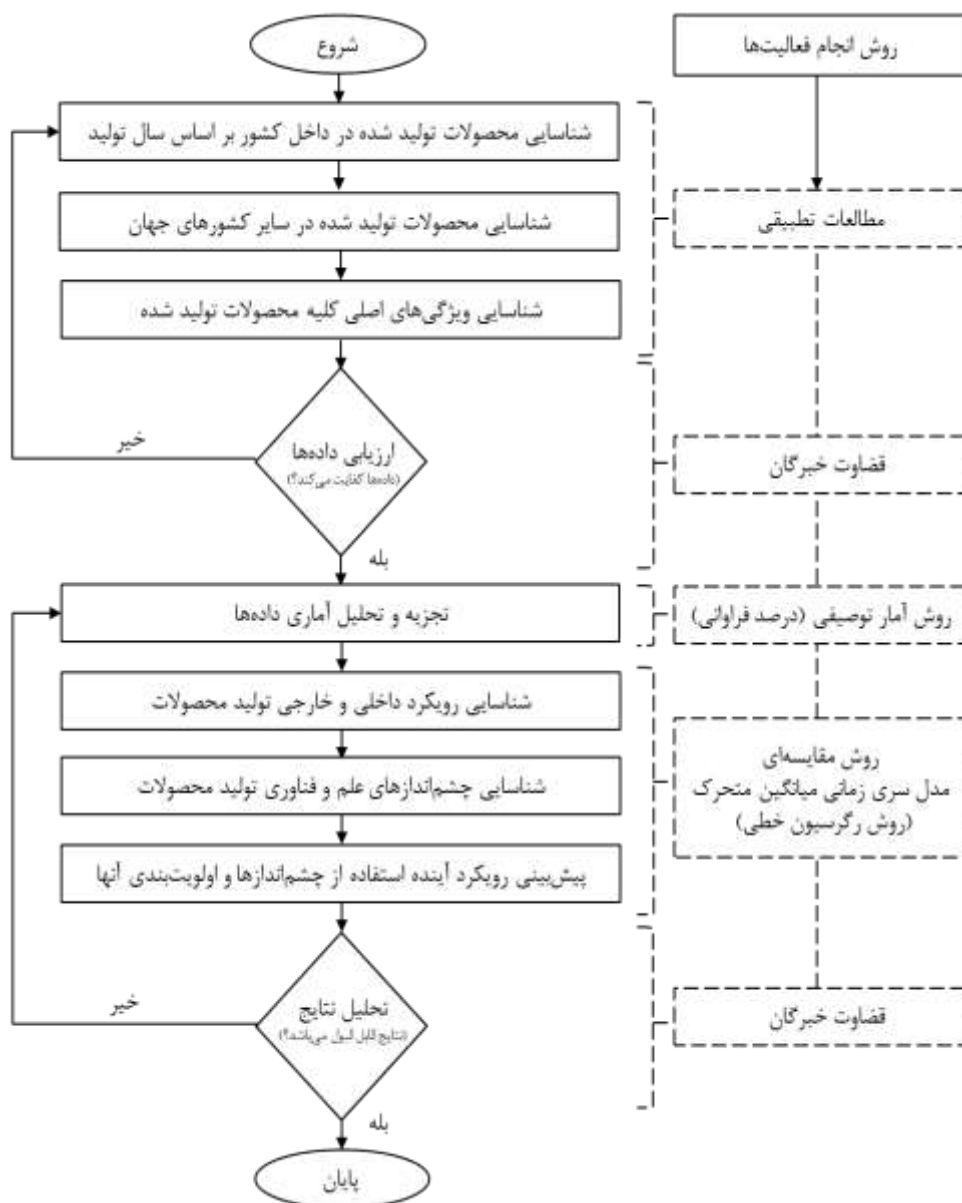 شروع
شناسایی محصولات تولید شده در داخل کشور بر اساس سال تولید
شناسایی محصولات تولید شده در سایر کشورهای جهان
شناسایی ویژگی‌های اصلی کلیه محصولات تولید شده
ارزیابی داده‌ها
(داده‌ها کفایت می‌کند؟)
خیر
بله
تجزیه و تحلیل آماری داده‌ها
شناسایی رویکرد داخلی و خارجی تولید محصولات
شناسایی چشم‌اندازهای علم و فناوری تولید محصولات
پیش‌بینی رویکرد آینده استفاده از چشم‌اندازها و اولویت‌بندی آنها
تحلیل نتایج
(نتایج قابل قبول می‌باشد؟)
خیر
بله
پایان
روش انجام فعالیت‌ها
مطالعات تطبیقی
قضاوت خبرگان
روش آمار توصیفی (درصد فراوانی)
روش مقایسه‌ای
مدل سری زمانی میانگین متحرک
(روش رگرسیون خطی)
قضاوت خبرگان